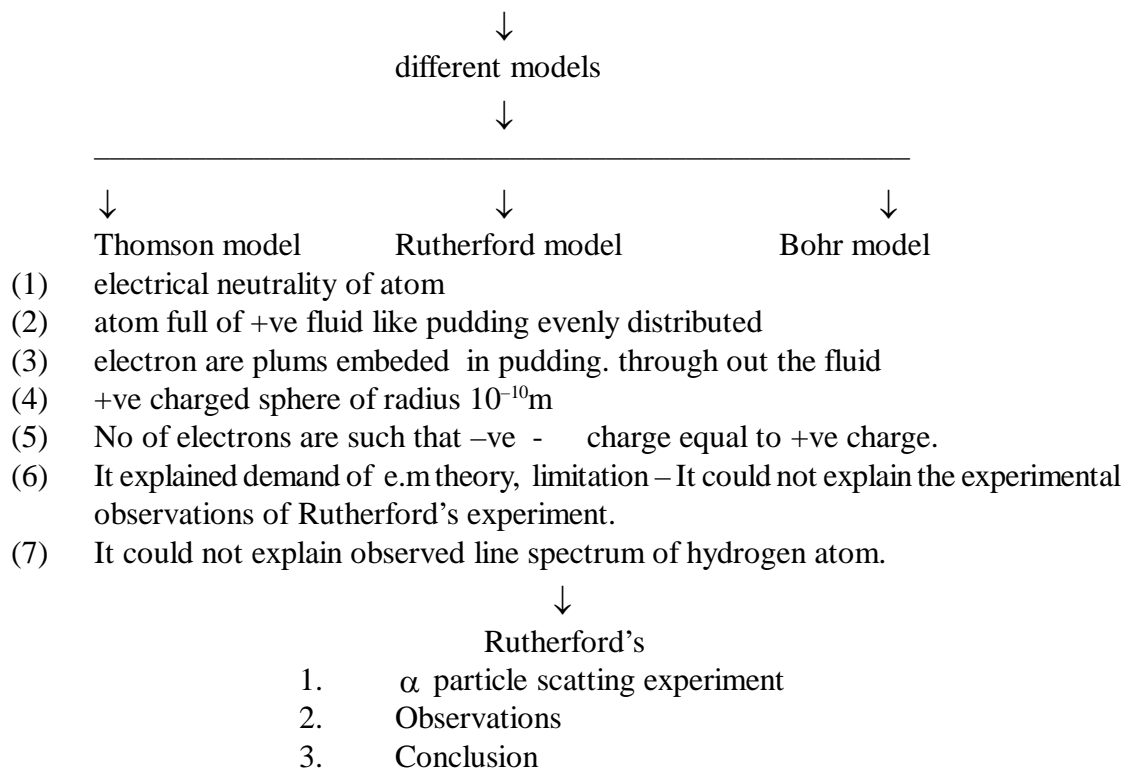 ↓
different models
↓
↓ ↓ ↓
Thomson model Rutherford model Bohr model
(1) electrical neutrality of atom
(2) atom full of +ve fluid like pudding evenly distributed
(3) electron are plums embeded in pudding. through out the fluid
(4) +ve charged sphere of radius 10⁻¹⁰m
(5) No of electrons are such that –ve - charge equal to +ve charge.
(6) It explained demand of e.m theory, limitation – It could not explain the experimental
observations of Rutherford's experiment.
(7) It could not explain observed line spectrum of hydrogen atom.
↓
Rutherford's
1. α particle scatting experiment
2. Observations
3. Conclusion